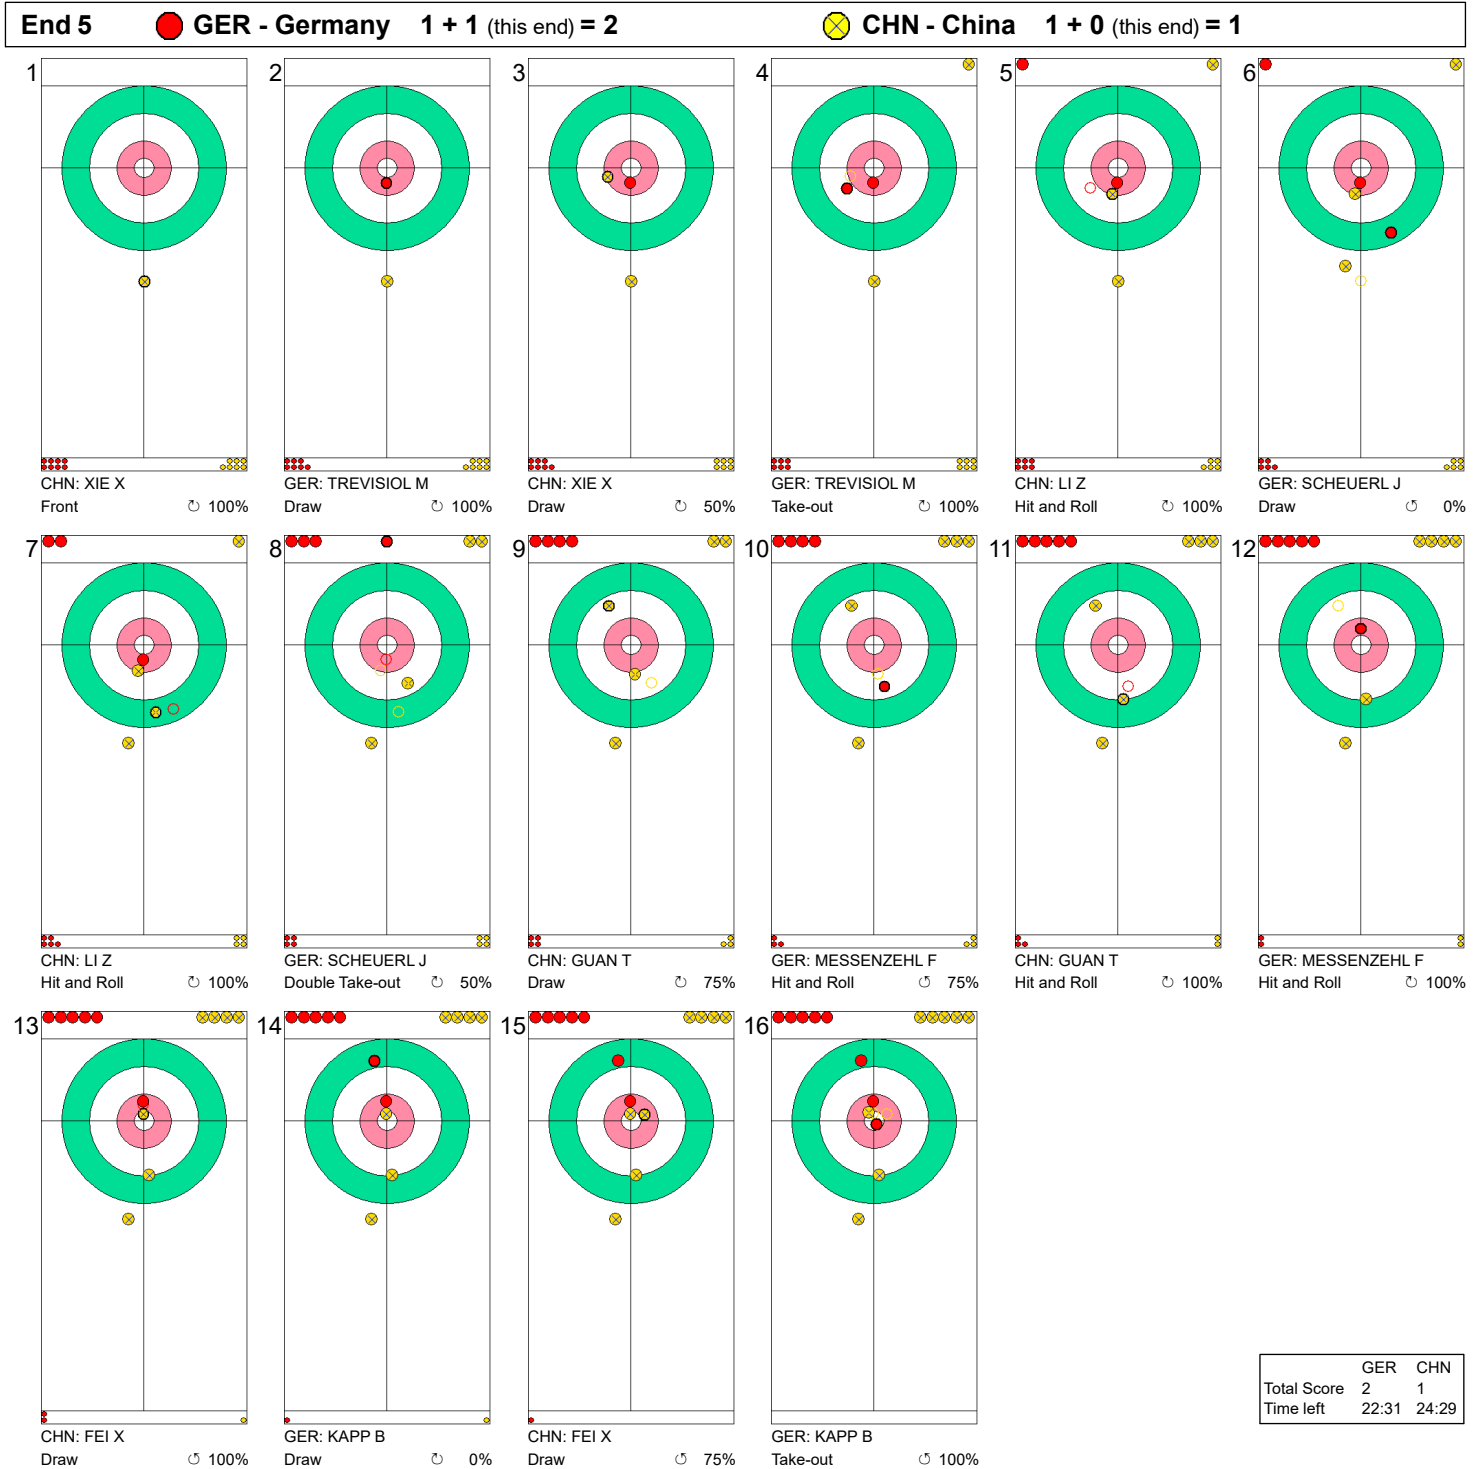 End 5 GER - Germany 1 + 1 (this end) = 2 CHN - China 1 + 0 (this end) = 1
1 2 3 4 5 6
CHN: XIE X GER: TREVISIOL M CHN: XIE X GER: TREVISIOL M CHN: LI Z GER: SCHEUERL J
Front ↻ 100% Draw ↻ 100% Draw ↻ 50% Take-out ↻ 100% Hit and Roll ↻ 100% Draw ↺ 0%
7 8 9 10 11 12
CHN: LI Z GER: SCHEUERL J CHN: GUAN T GER: MESSENZEHL F CHN: GUAN T GER: MESSENZEHL F
Hit and Roll ↻ 100% Double Take-out ↺ 50% Draw ↻ 75% Hit and Roll ↺ 75% Hit and Roll ↻ 100% Hit and Roll ↻ 100%
13 14 15 16
CHN: FEI X GER: KAPP B CHN: FEI X GER: KAPP B
Draw ↺ 100% Draw ↻ 0% Draw ↺ 75% Take-out ↺ 100%
GER CHN
Total Score 2 1
Time left 22:31 24:29